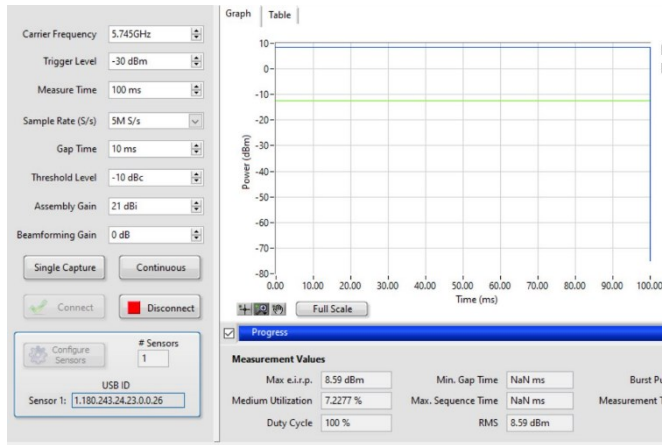 Graph Table
Carrier Frequency 5.745GHz
Trigger Level -30 dBm
Measure Time 100 ms
Sample Rate (S/s) 5M S/s
Gap Time 10 ms
Threshold Level -10 dBc
Assembly Gain 21 dBi
Beamforming Gain 0 dB
Single Capture Continuous
Connect Disconnect
Configure Sensors
# Sensors
1
USB ID
Sensor 1: 1.180.243.24.23.0.0.26
Power (dBm)
10
0
-10
-20
-30
-40
-50
-60
-70
-80
0.00 10.00 20.00 30.00 40.00 50.00 60.00 70.00 80.00 90.00 100.00
Time (ms)
Full Scale
Progress
Measurement Values
Max e.i.r.p. 8.59 dBm Min. Gap Time NaN ms Burst Pu
Medium Utilization 7.2277 % Max. Sequence Time NaN ms Measurement T
Duty Cycle 100 % RMS 8.59 dBm